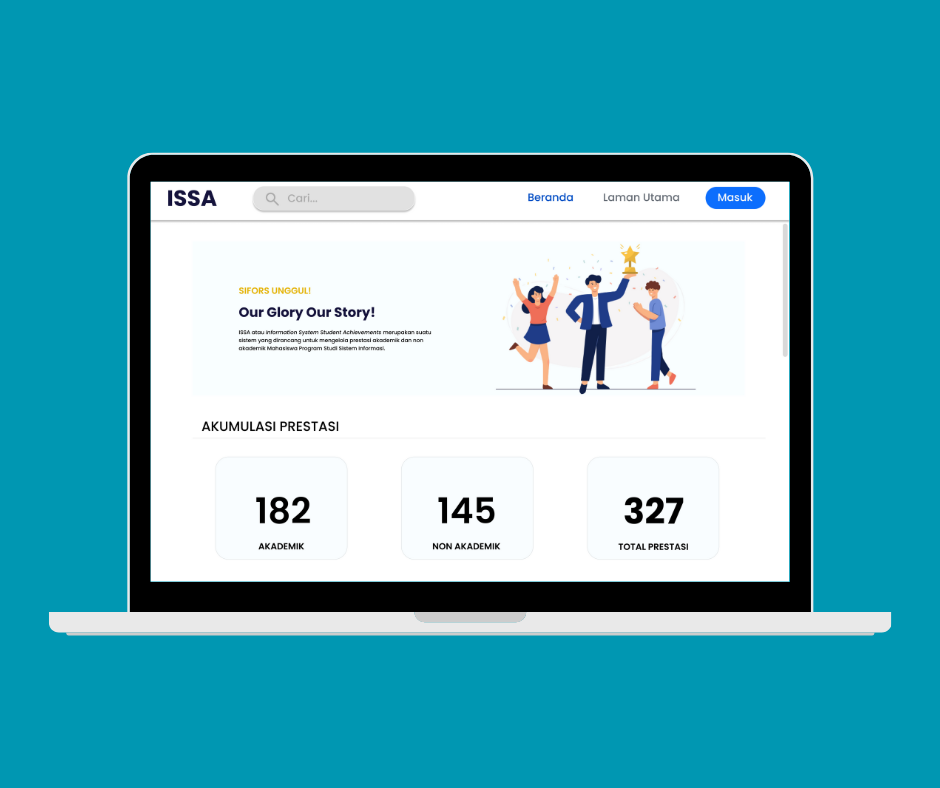 ISSA
Cari...
Beranda
Laman Utama
Masuk
SIFORS UNGGUL!
Our Glory Our Story!
ISSA atau Information System Student Achievements merupakan suatu
sistem yang dirancang untuk mengelola prestasi akademik dan non
akademik Mahasiswa Program Studi Sistem Informasi.
AKUMULASI PRESTASI
182
AKADEMIK
145
NON AKADEMIK
327
TOTAL PRESTASI